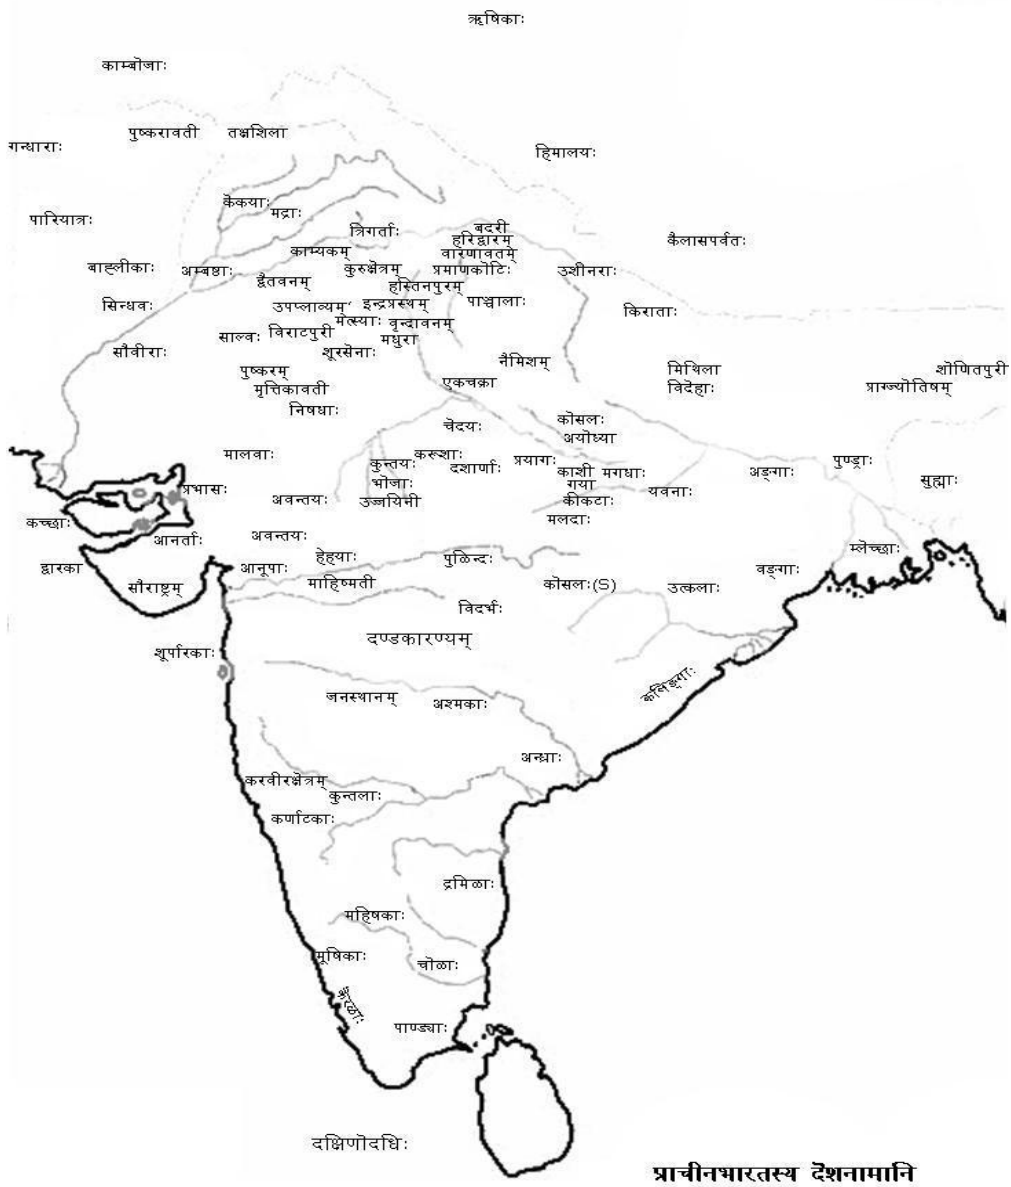 ऋषिकाः
काम्बॊजाः
पुष्करावती
तक्षशिला
गन्धाराः
हिमालयः
कॆकयाः
मद्राः
पारियात्रः
त्रिगर्ताः
बदरी
हरिद्वारम्
कैलासपर्वतः
काम्यकम्
वारणावतम्
बाह्लीकाः
अम्बष्ठाः
कुरुक्षॆत्रम्
प्रमाणकॊटिः
उशीनराः
द्वैतवनम्
हस्तिनपुरम्
सिन्धवः
उपप्लाव्यम्
इन्द्रप्रस्थम्
पाञ्चालाः
किराताः
मत्स्याः
वृन्दावनम्
साल्वः
विराटपुरी
मधुरा
सौवीराः
शूरसॆनाः
नैमिशम्
मिथिला
शॊणितपुरी
पुष्करम्
एकचक्रा
विदॆहाः
प्राग्ज्यॊतिषम्
मृत्तिकावती
निषधाः
चॆदयः
कॊसलः
अयॊध्या
मालवाः
करूशाः
कुन्तयः
दशार्णाः
प्रयागः
काशी
मगधाः
अङ्गाः
पुण्ड्राः
सुह्माः
प्रभासः
भॊजाः
गया
यवनाः
अवन्तयः
उज्जयिनी
कीकटाः
कच्छाः
मलदाः
आनर्ताः
अवन्तयः
म्लॆच्छाः
द्वारका
आनूपाः
हॆहयाः
पुळिन्दः
वङ्गाः
सौराष्ट्रम्
माहिष्मती
कॊसलः(S)
उत्कलाः
विदर्भः
दण्डकारण्यम्
शूर्पारकाः
कलिङ्गाः
जनस्थानम्
अश्मकाः
अन्ध्राः
करवीरक्षॆत्रम्
कुन्तलाः
कर्णाटकाः
द्रमिळाः
महिषकाः
मूषिकाः
चॊळाः
कॆरळाः
पाण्ड्याः
दक्षिणॊदधिः
प्राचीनभारतस्य दॆशनामानि